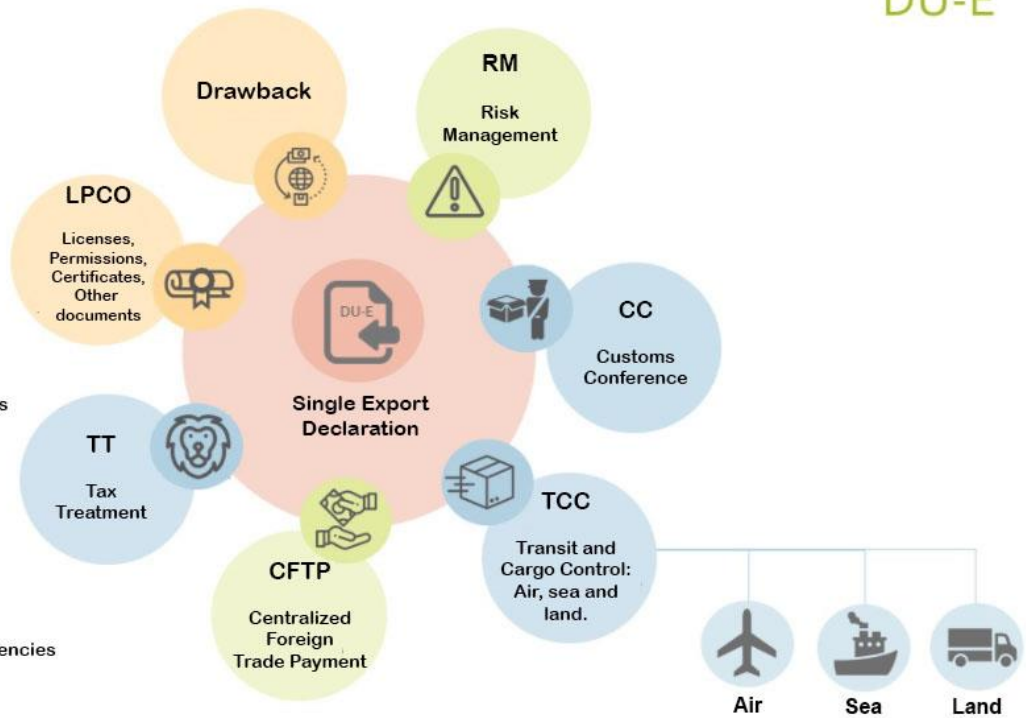 DU-E
Drawback
RM
Risk
Management
LPCO
Licenses,
Permissions,
Certificates,
Other
documents
DU-E
CC
Customs
Conference
Single Export
Declaration
TT
Tax
Treatment
TCC
Transit and
Cargo Control:
Air, sea and
land.
CFTP
Centralized
Foreign
Trade Payment
Air
Sea
Land